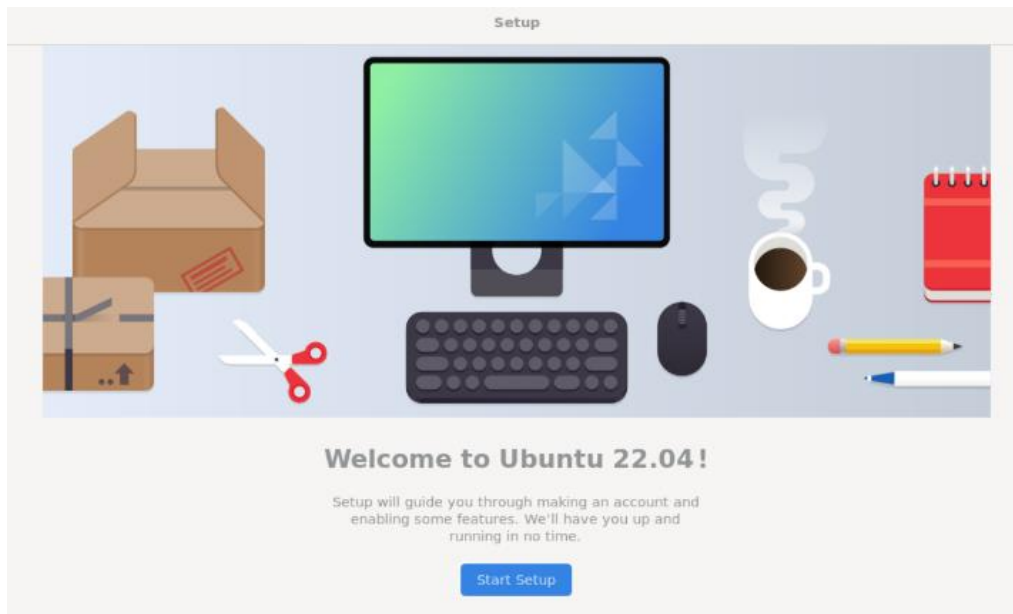 Setup
Welcome to Ubuntu 22.04!
Setup will guide you through making an account and
enabling some features. We'll have you up and
running in no time.
Start Setup